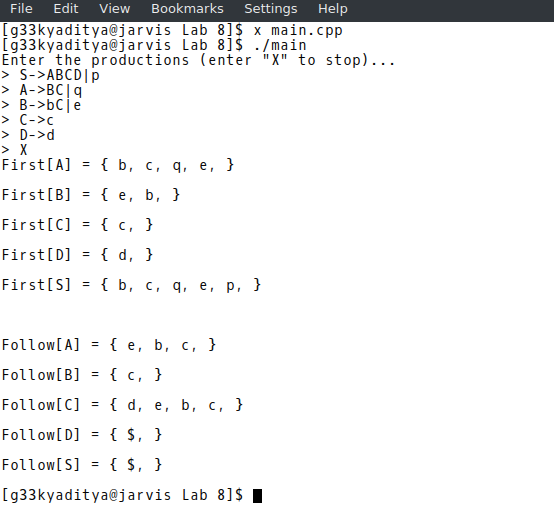 File Edit View Bookmarks Settings Help
[g33kyaditya@jarvis Lab 8]$ x main.cpp
[g33kyaditya@jarvis Lab 8]$ ./main
Enter the productions (enter "X" to stop)...
> S->ABCD|p
> A->BC|q
> B->bC|e
> C->c
> D->d
> X
First[A] = { b, c, q, e, }
First[B] = { e, b, }
First[C] = { c, }
First[D] = { d, }
First[S] = { b, c, q, e, p, }
Follow[A] = { e, b, c, }
Follow[B] = { c, }
Follow[C] = { d, e, b, c, }
Follow[D] = { $, }
Follow[S] = { $, }
[g33kyaditya@jarvis Lab 8]$